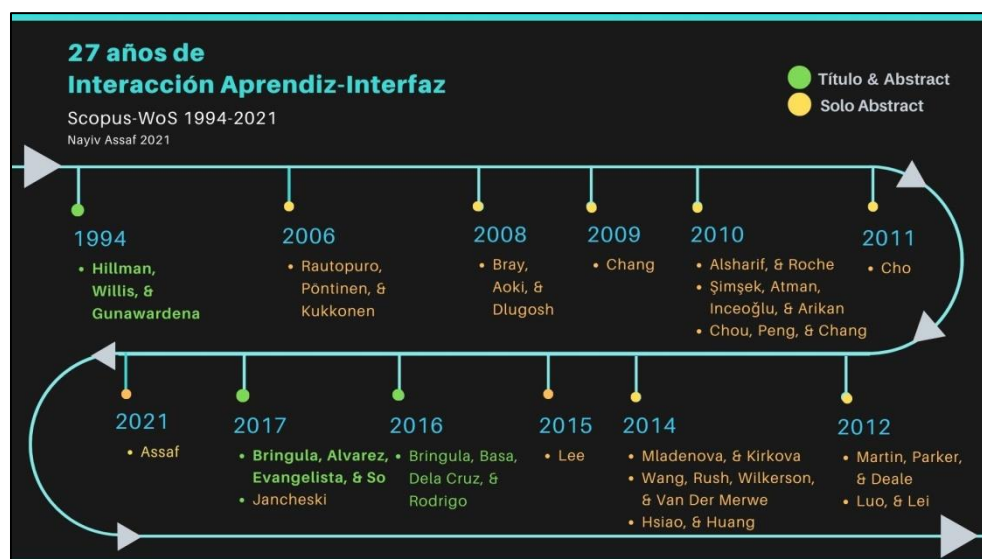 27 años de
Interacción Aprendiz-Interfaz
Scopus-WoS 1994-2021
Nayiv Assaf 2021
Título & Abstract
Solo Abstract
1994
• Hillman,
Willis, &
Gunawardena
2006
• Rautopuro,
Pöntinen, &
Kukkonen
2008
• Bray,
Aoki, &
Dlugosh
2009
• Chang
2010
• Alsharif, & Roche
• Şimşek, Atman,
Inceoğlu, & Arikan
• Chou, Peng, & Chang
2011
• Cho
2021
• Assaf
2017
• Bringula, Alvarez,
Evangelista, & So
• Jancheski
2016
• Bringula, Basa,
Dela Cruz, &
Rodrigo
2015
• Lee
2014
• Mladenova, & Kirkova
• Wang, Rush, Wilkerson,
& Van Der Merwe
• Hsiao, & Huang
2012
• Martin, Parker,
& Deale
• Luo, & Lei